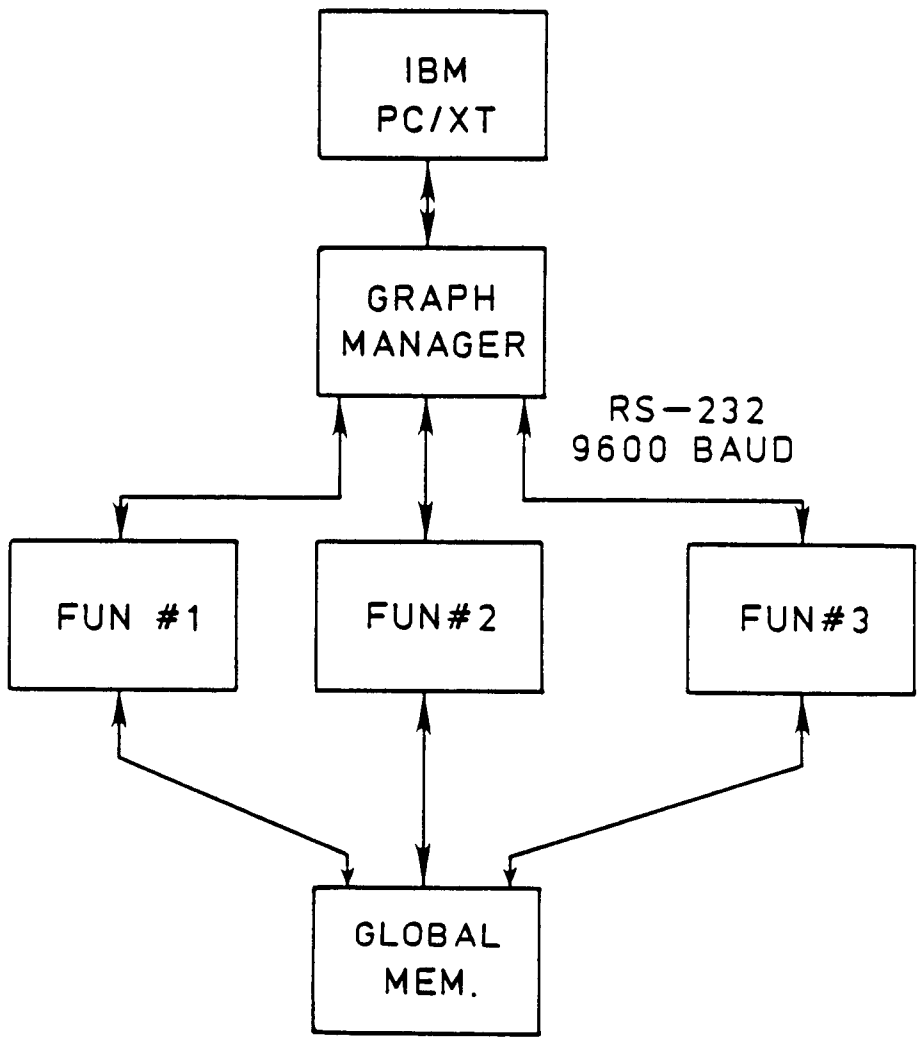 IBM
PC/XT
GRAPH
MANAGER
RS-232
9600 BAUD
FUN #1
FUN#2
FUN#3
GLOBAL
MEM.